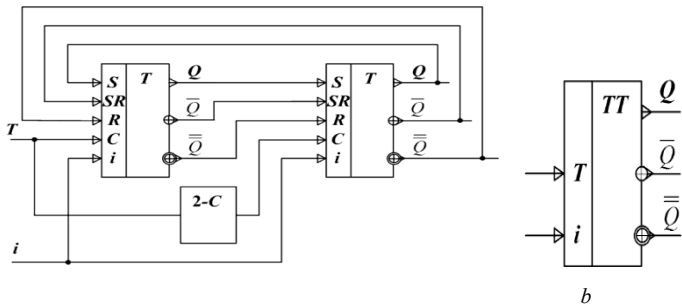 S T Q
SR Q̅
R Q̿
C
i
S T Q
SR Q̅
R Q̿
C
i
T
2-C
i
TT Q
T Q̅
i Q̿
b